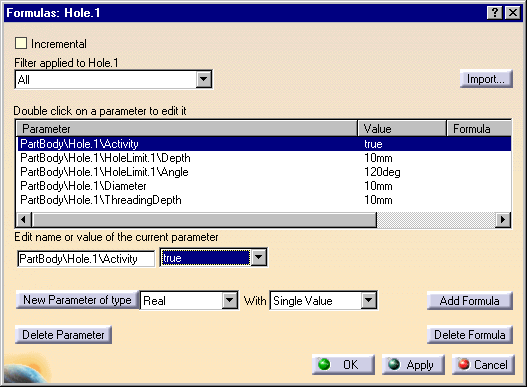 Formulas: Hole.1
Incremental
Filter applied to Hole.1
All
Import...
Double click on a parameter to edit it
Parameter Value Formula
PartBody\Hole.1\Activity true
PartBody\Hole.1\HoleLimit.1\Depth 10mm
PartBody\Hole.1\HoleLimit.1\Angle 120deg
PartBody\Hole.1\Diameter 10mm
PartBody\Hole.1\ThreadingDepth 10mm
Edit name or value of the current parameter
PartBody\Hole.1\Activity true
New Parameter of type Real With Single Value Add Formula
Delete Parameter Delete Formula
OK Apply Cancel